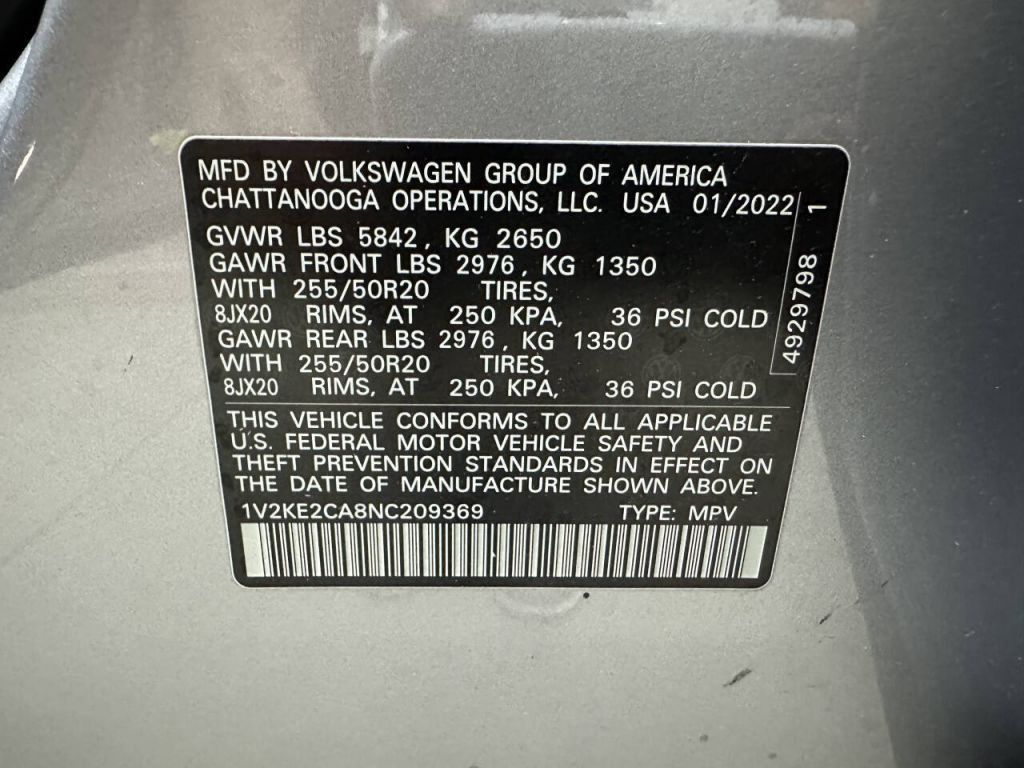 MFD BY VOLKSWAGEN GROUP OF AMERICA
CHATTANOOGA OPERATIONS, LLC. USA 01/2022
GVWR LBS 5842, KG 2650
GAWR FRONT LBS 2976, KG 1350
WITH 255/50R20 TIRES,
8JX20 RIMS, AT 250 KPA, 36 PSI COLD
GAWR REAR LBS 2976, KG 1350
WITH 255/50R20 TIRES,
8JX20 RIMS, AT 250 KPA, 36 PSI COLD
4929798 1
THIS VEHICLE CONFORMS TO ALL APPLICABLE
U.S. FEDERAL MOTOR VEHICLE SAFETY AND
THEFT PREVENTION STANDARDS IN EFFECT ON
THE DATE OF MANUFACTURE SHOWN ABOVE.
1V2KE2CA8NC209369 TYPE: MPV